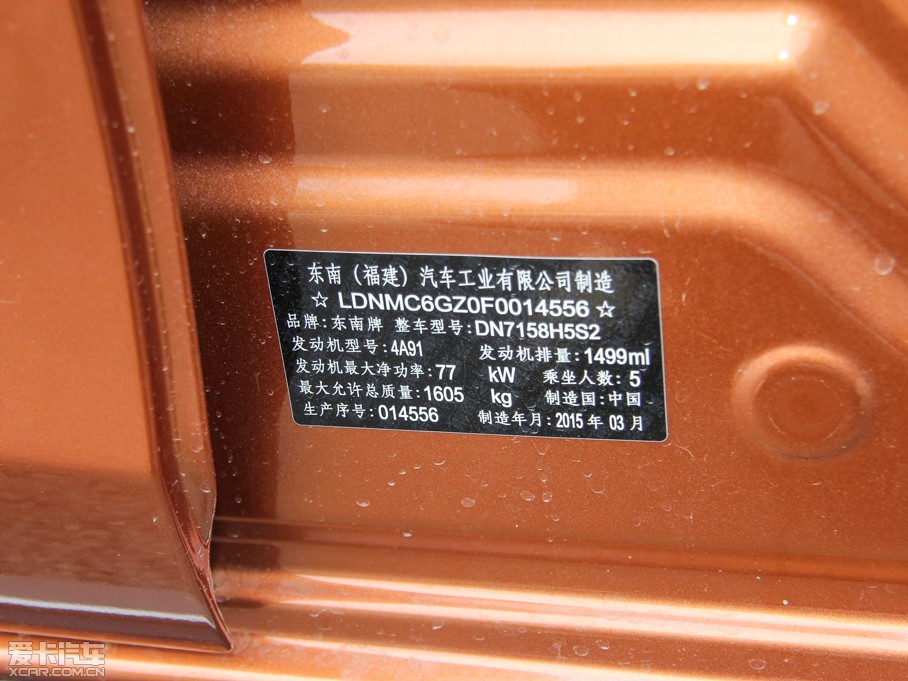 东南（福建）汽车工业有限公司制造
☆ LDNMC6GZ0F0014556 ☆
品牌：东南牌 整车型号：DN7158H5S2
发动机型号：4A91 发动机排量：1499ml
发动机最大净功率：77 kW 乘坐人数：5
最大允许总质量：1605 kg 制造国：中国
生产序号：014556 制造年月：2015 年 03 月
爱卡汽车
XCAR.COM.CN